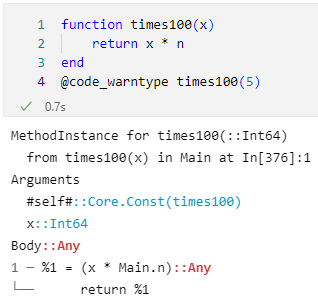 1 function times100(x)
2     return x * n
3 end
4 @code_warntype times100(5)
✓ 0.7s
MethodInstance for times100(::Int64)
  from times100(x) in Main at In[376]:1
Arguments
  #self#::Core.Const(times100)
  x::Int64
Body::Any
1 ─ %1 = (x * Main.n)::Any
└──      return %1